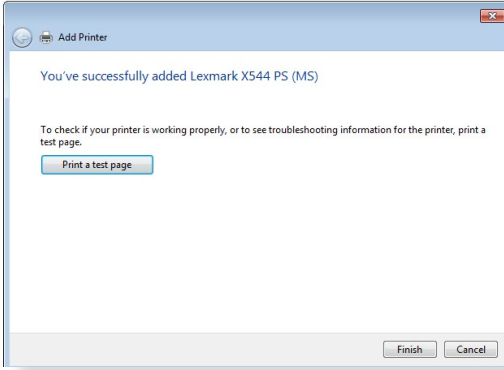 Add Printer
You've successfully added Lexmark X544 PS (MS)
To check if your printer is working properly, or to see troubleshooting information for the printer, print a
test page.
Print a test page
Finish Cancel